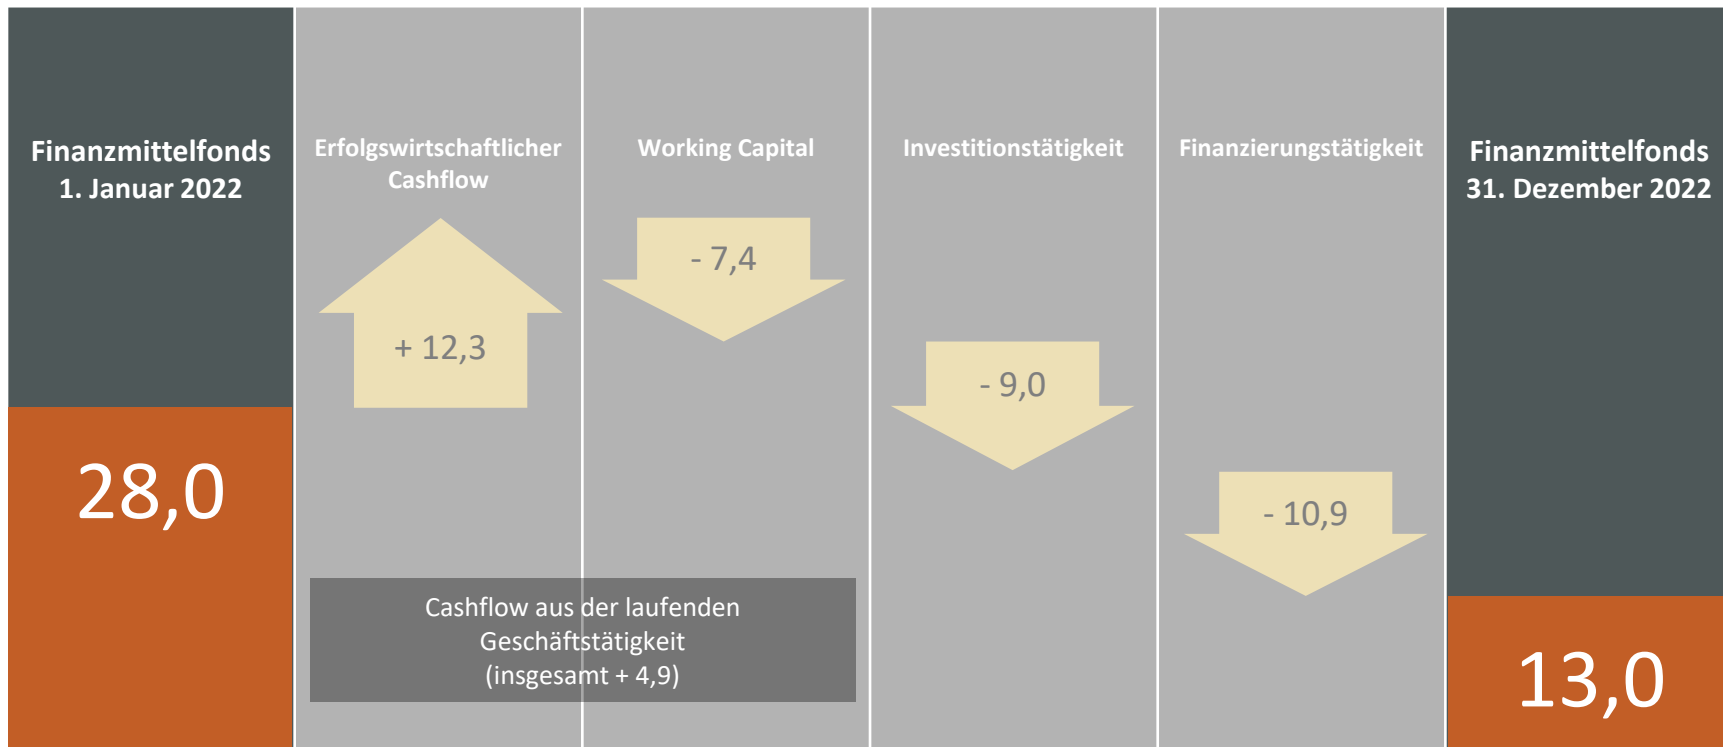 Finanzmittelfonds
1. Januar 2022
28,0
Erfolgswirtschaftlicher
Cashflow
+ 12,3
Working Capital
- 7,4
Cashflow aus der laufenden
Geschäftstätigkeit
(insgesamt + 4,9)
Investitionstätigkeit
- 9,0
Finanzierungstätigkeit
- 10,9
Finanzmittelfonds
31. Dezember 2022
13,0